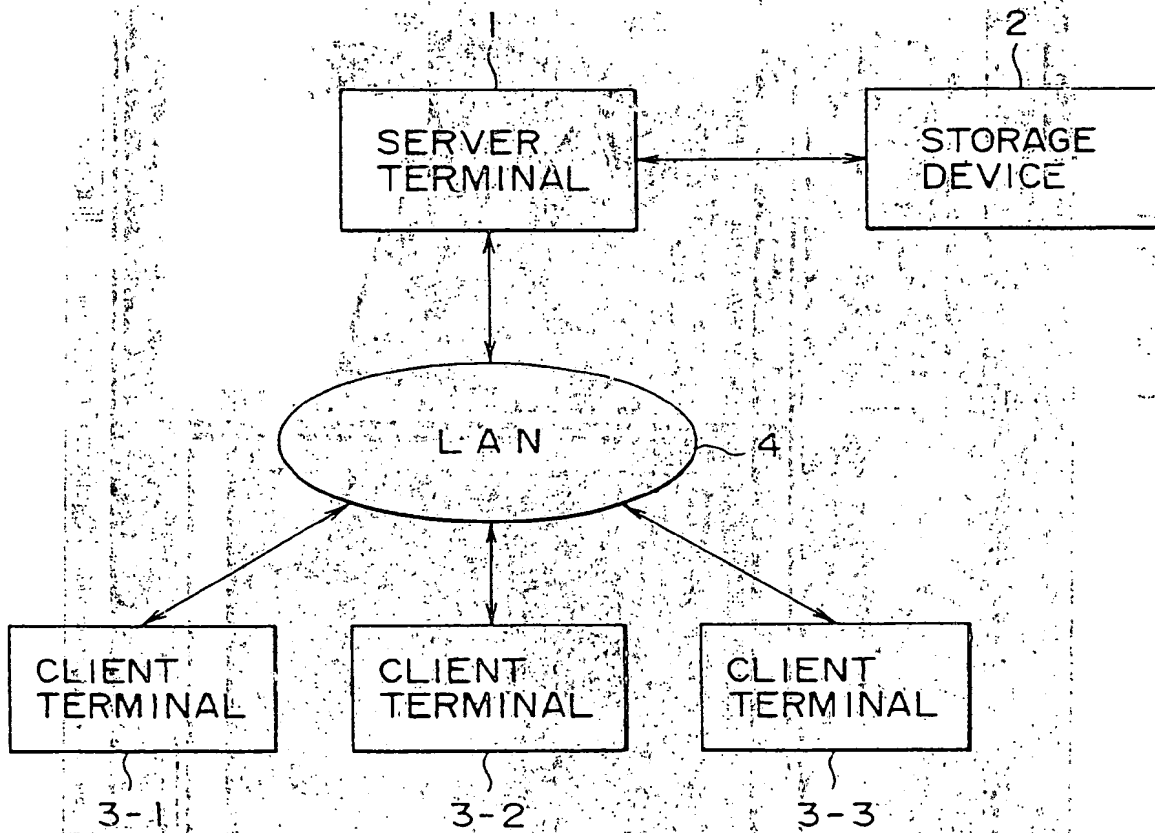 1
2
SERVER
TERMINAL
STORAGE
DEVICE
LAN
4
CLIENT
TERMINAL
CLIENT
TERMINAL
CLIENT
TERMINAL
3-1
3-2
3-3